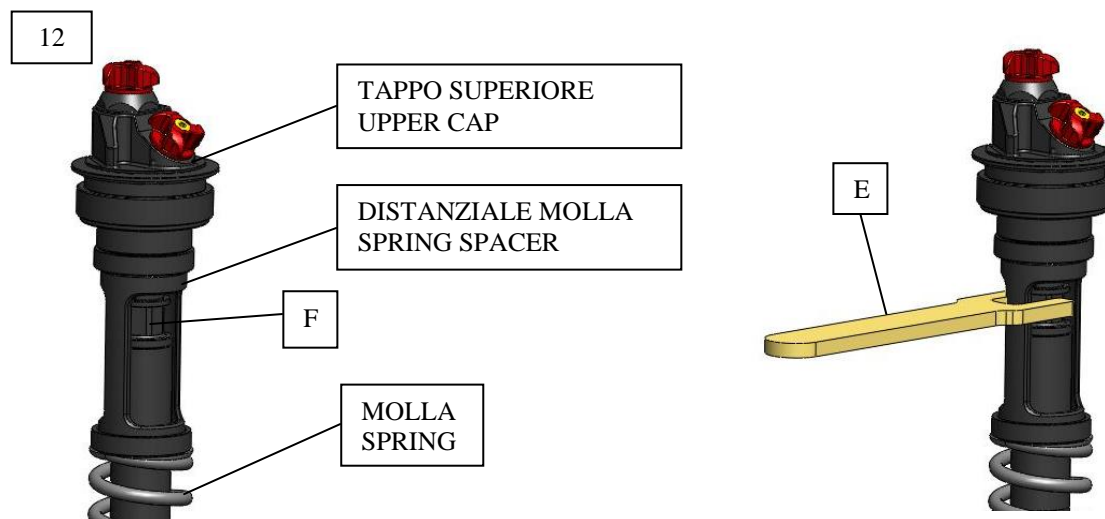 12
TAPPO SUPERIORE
UPPER CAP
DISTANZIALE MOLLA
SPRING SPACER
F
MOLLA
SPRING
E